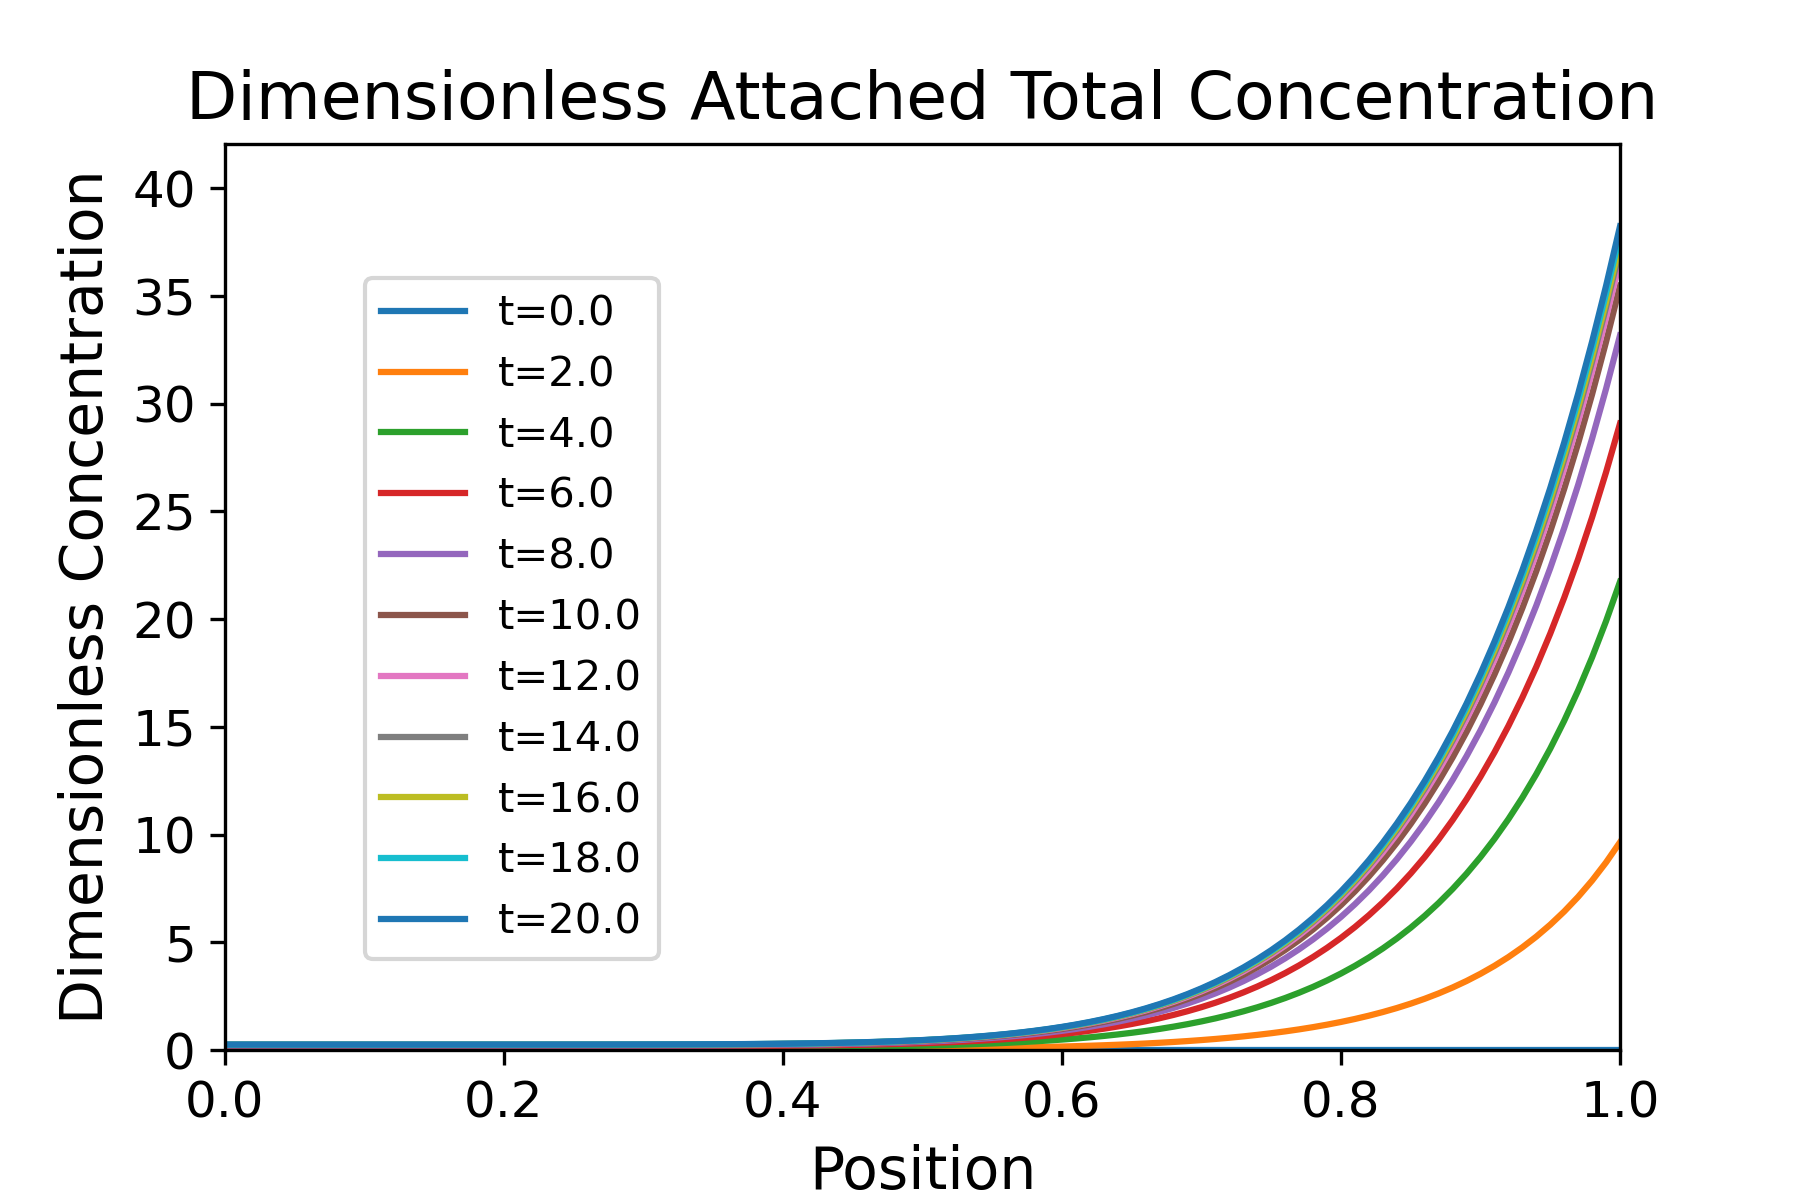 Dimensionless Attached Total Concentration
Dimensionless Concentration
40
35
30
25
20
15
10
5
0
t=0.0
t=2.0
t=4.0
t=6.0
t=8.0
t=10.0
t=12.0
t=14.0
t=16.0
t=18.0
t=20.0
0.0 0.2 0.4 0.6 0.8 1.0
Position